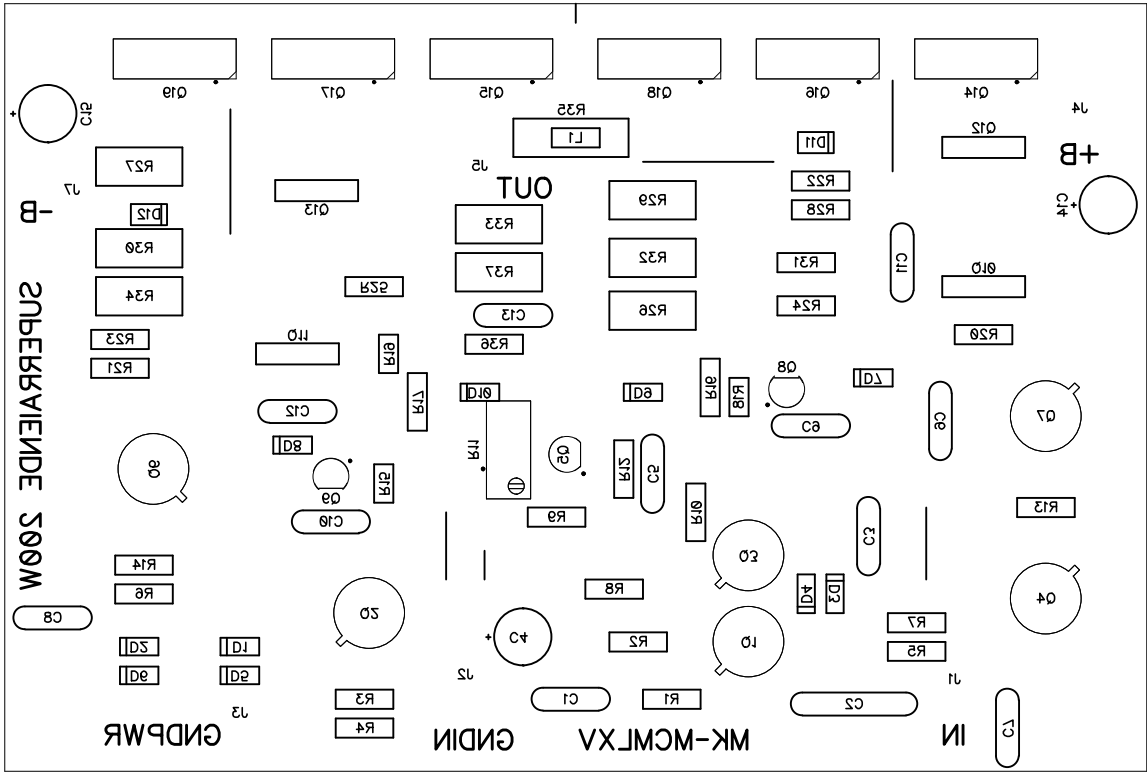 Q19
Q17
Q15
Q18
Q16
Q14
C15
J4
R35
L1
D11
Q12
+B
R27
J7
J5
OUT
R22
-B
D12
Q13
R29
R28
C14
R33
R30
R32
R31
C11
R37
Q10
R34
R25
C13
R26
R24
R23
Q11
R19
R36
R20
R21
R17
D10
D9
R16
R18
Q8
D7
C12
C9
C6
Q7
D8
R11
Q5
R12
C5
Q6
Q9
R15
C10
R9
R10
C3
R13
SUPERRAIENDE 200W
R14
R6
Q3
R8
D4
D3
Q4
C8
Q2
C4
R2
Q1
R7
R5
D2
D1
D6
D5
J2
J1
R3
C1
R1
C2
J3
R4
C7
GNDPWR
GNDIN
MK-MCMLXV
IN